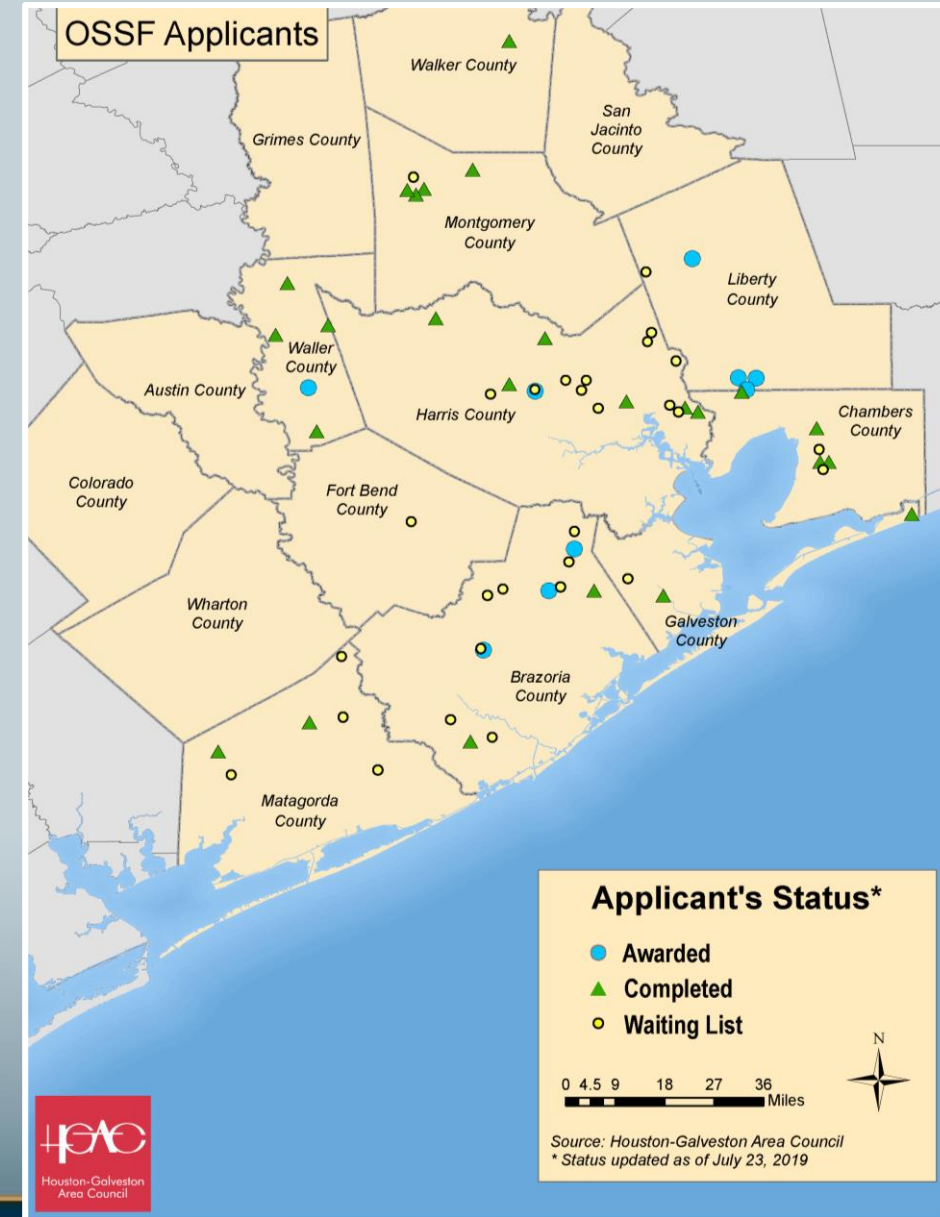 OSSF Applicants
Walker County
San
Jacinto
County
Grimes County
Montgomery
County
Liberty
County
Waller
County
Austin County
Harris County
Chambers
County
Colorado
County
Fort Bend
County
Wharton
County
Galveston
County
Brazoria
County
Matagorda
County
Applicant's Status*
Awarded
Completed
Waiting List
N
0 4.5 9 18 27 36
Miles
Source: Houston-Galveston Area Council
* Status updated as of July 23, 2019
HGAC
Houston-Galveston
Area Council